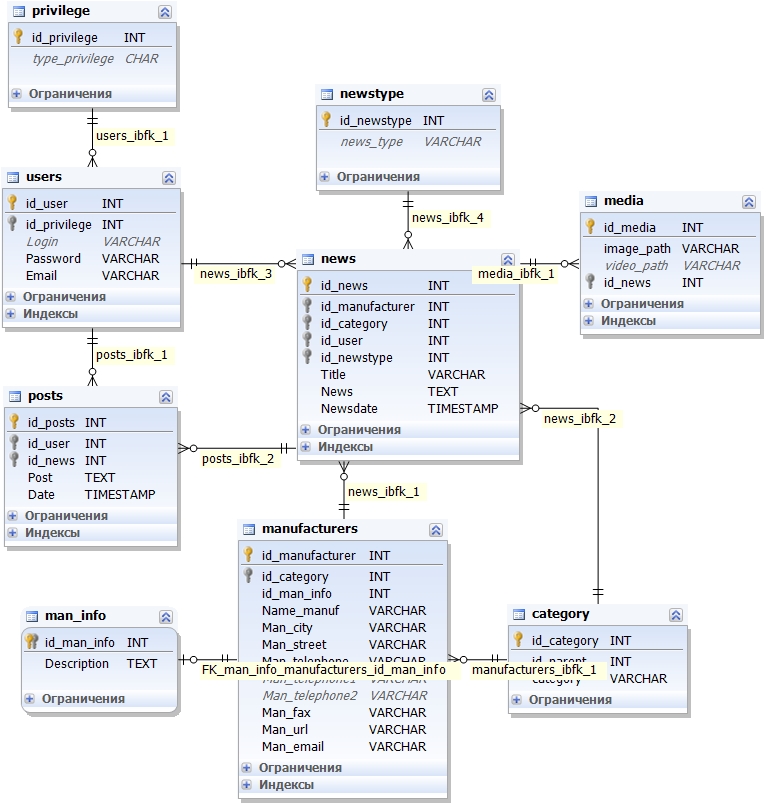 privilege
id_privilege INT
type_privilege CHAR
Ограничения
users_ibfk_1
newstype
id_newstype INT
news_type VARCHAR
Ограничения
users
id_user INT
id_privilege INT
Login VARCHAR
Password VARCHAR
Email VARCHAR
Ограничения
Индексы
news_ibfk_4
media
id_media INT
image_path VARCHAR
video_path VARCHAR
id_news INT
Ограничения
Индексы
news_ibfk_3
media_ibfk_1
news
id_news INT
id_manufacturer INT
id_category INT
id_user INT
id_newstype INT
Title VARCHAR
News TEXT
Newsdate TIMESTAMP
Ограничения
Индексы
posts_ibfk_1
posts
id_posts INT
id_user INT
id_news INT
Post TEXT
Date TIMESTAMP
Ограничения
Индексы
posts_ibfk_2
news_ibfk_2
news_ibfk_1
manufacturers
id_manufacturer INT
id_category INT
id_man_info INT
Name_manuf VARCHAR
Man_city VARCHAR
Man_street VARCHAR
Man_telephone VARCHAR
Man_telephone1 VARCHAR
Man_telephone2 VARCHAR
Man_fax VARCHAR
Man_url VARCHAR
Man_email VARCHAR
Ограничения
Индексы
man_info
id_man_info INT
Description TEXT
Ограничения
FK_man_info_manufacturers_id_man_info
manufacturers_ibfk_1
category
id_category INT
id_parent INT
category VARCHAR
Ограничения